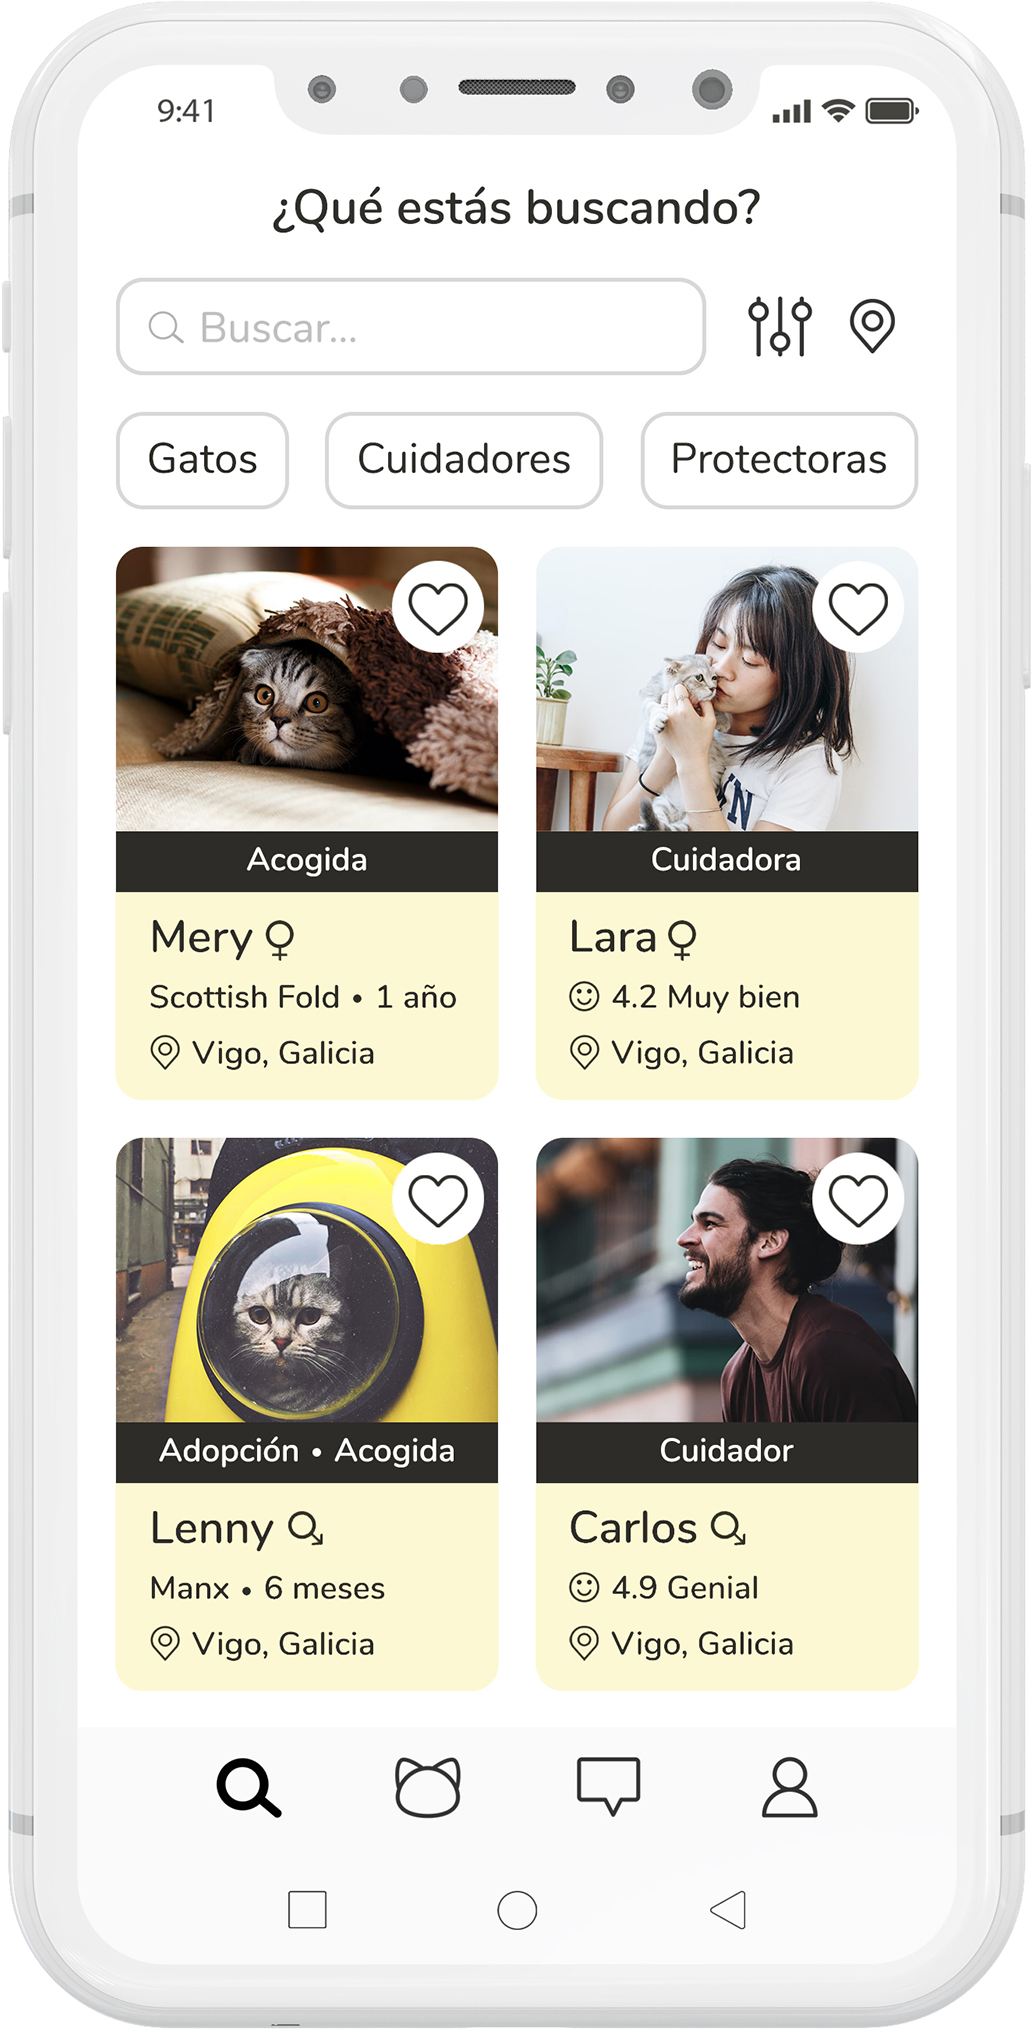 9:41
¿Qué estás buscando?
Buscar...
Gatos
Cuidadores
Protectoras
Acogida
Mery
Scottish Fold • 1 año
Vigo, Galicia
Cuidadora
Lara
4.2 Muy bien
Vigo, Galicia
Adopción • Acogida
Lenny
Manx • 6 meses
Vigo, Galicia
Cuidador
Carlos
4.9 Genial
Vigo, Galicia